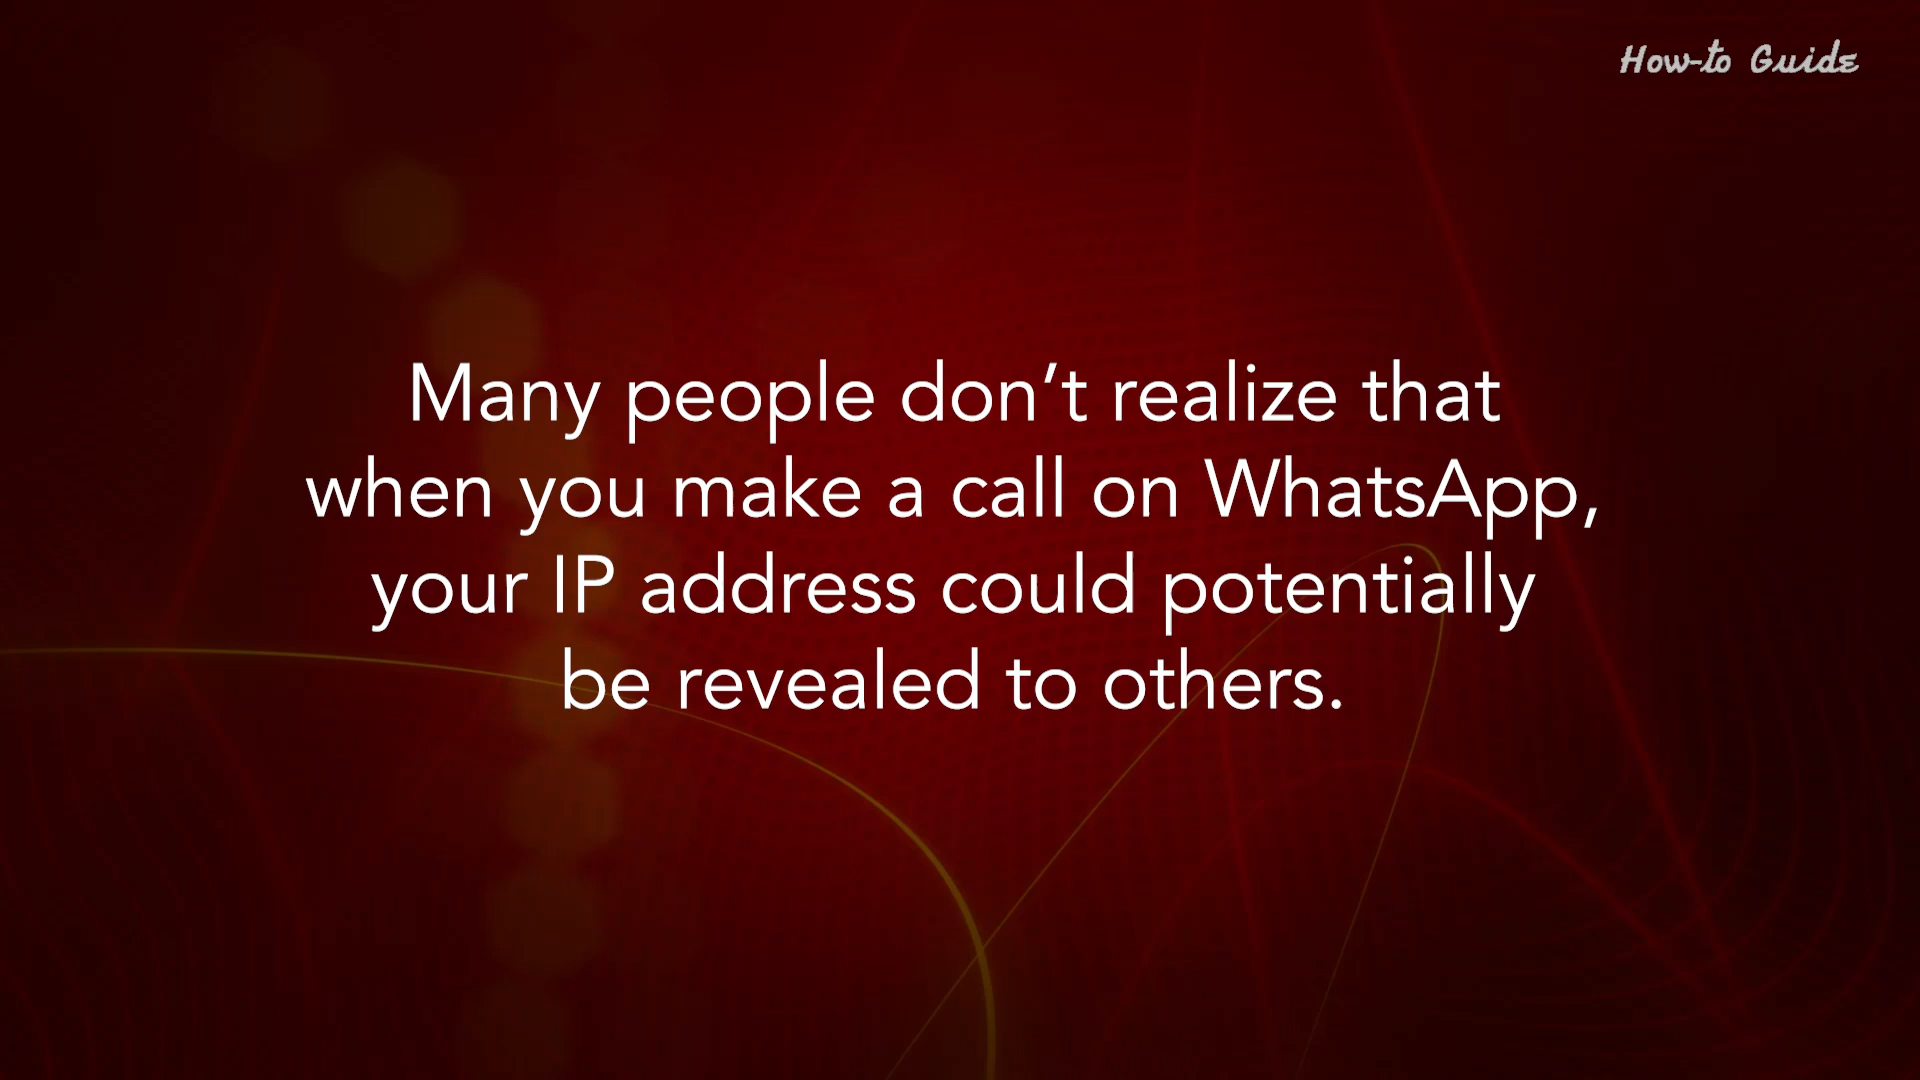 How-to Guide
Many people don’t realize that
when you make a call on WhatsApp,
your IP address could potentially
be revealed to others.